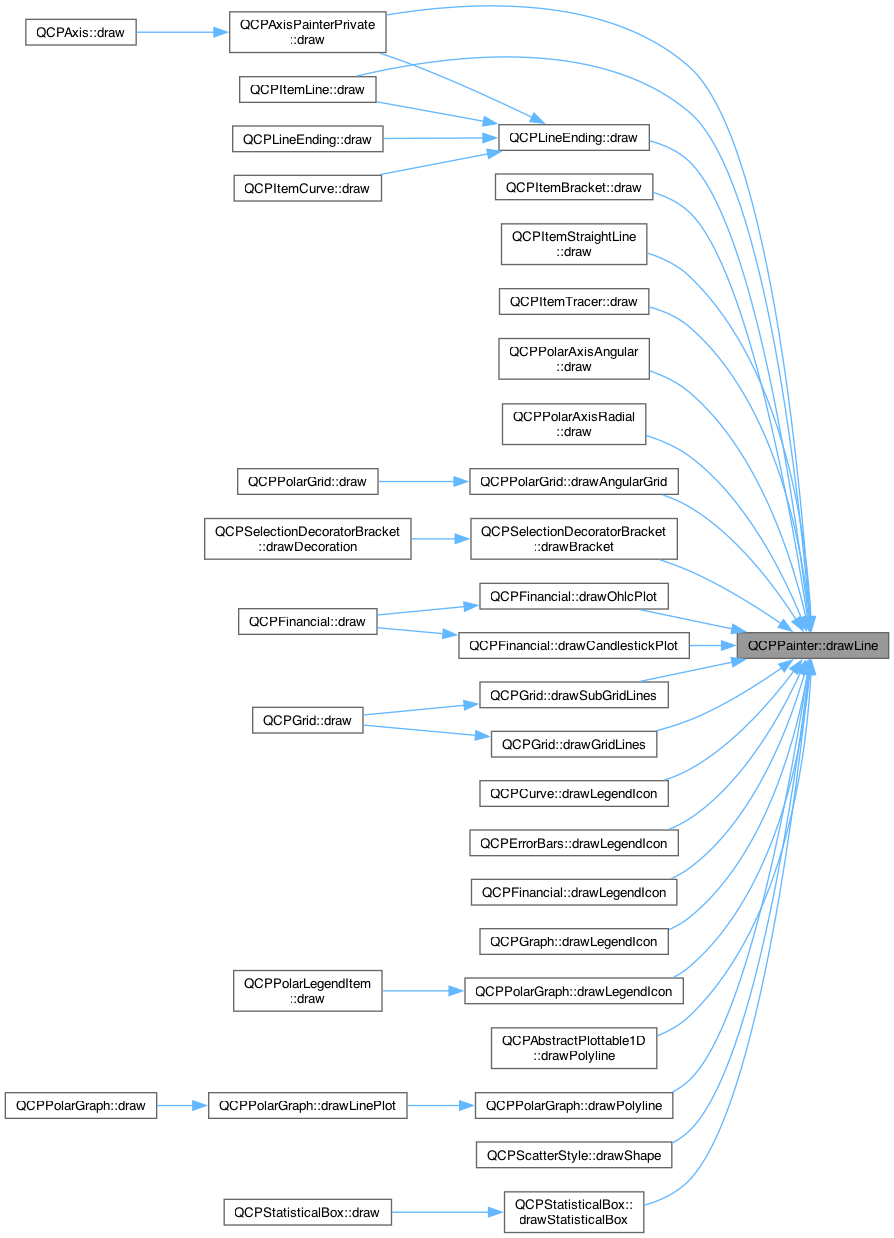 QCPAxis::draw
QCPAxisPainterPrivate
::draw
QCPItemLine::draw
QCPLineEnding::draw
QCPLineEnding::draw
QCPItemCurve::draw
QCPItemBracket::draw
QCPItemStraightLine
::draw
QCPItemTracer::draw
QCPPolarAxisAngular
::draw
QCPPolarAxisRadial
::draw
QCPPolarGrid::draw
QCPPolarGrid::drawAngularGrid
QCPSelectionDecoratorBracket
::drawDecoration
QCPSelectionDecoratorBracket
::drawBracket
QCPFinancial::drawOhlcPlot
QCPFinancial::draw
QCPFinancial::drawCandlestickPlot
QCPPainter::drawLine
QCPGrid::drawSubGridLines
QCPGrid::draw
QCPGrid::drawGridLines
QCPCurve::drawLegendIcon
QCPErrorBars::drawLegendIcon
QCPFinancial::drawLegendIcon
QCPGraph::drawLegendIcon
QCPPolarLegendItem
::draw
QCPPolarGraph::drawLegendIcon
QCPAbstractPlottable1D
::drawPolyline
QCPPolarGraph::draw
QCPPolarGraph::drawLinePlot
QCPPolarGraph::drawPolyline
QCPScatterStyle::drawShape
QCPStatisticalBox::draw
QCPStatisticalBox::
drawStatisticalBox